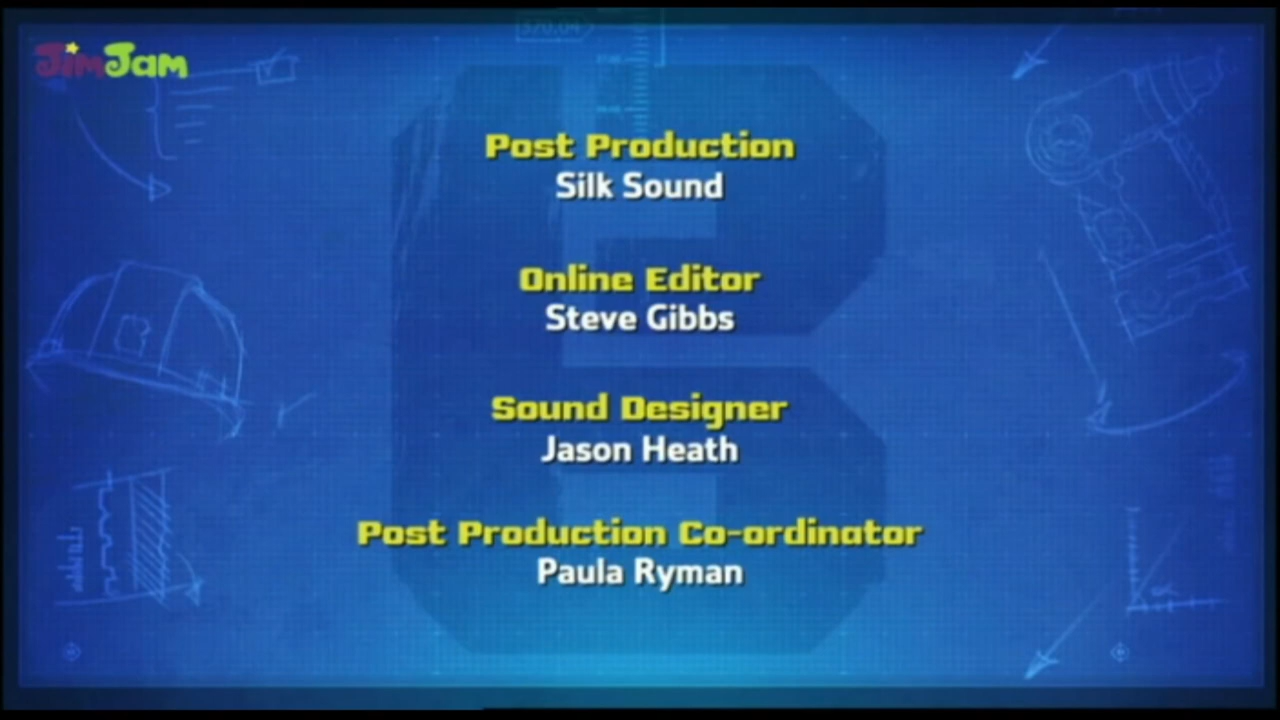 JimJam
Post Production
Silk Sound
Online Editor
Steve Gibbs
Sound Designer
Jason Heath
Post Production Co-ordinator
Paula Ryman